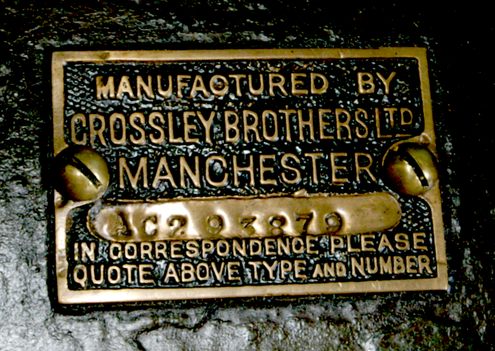 MANUFACTURED BY
CROSSLEY BROTHERS LTD
MANCHESTER
AC2 93879
IN CORRESPONDENCE PLEASE
QUOTE ABOVE TYPE AND NUMBER